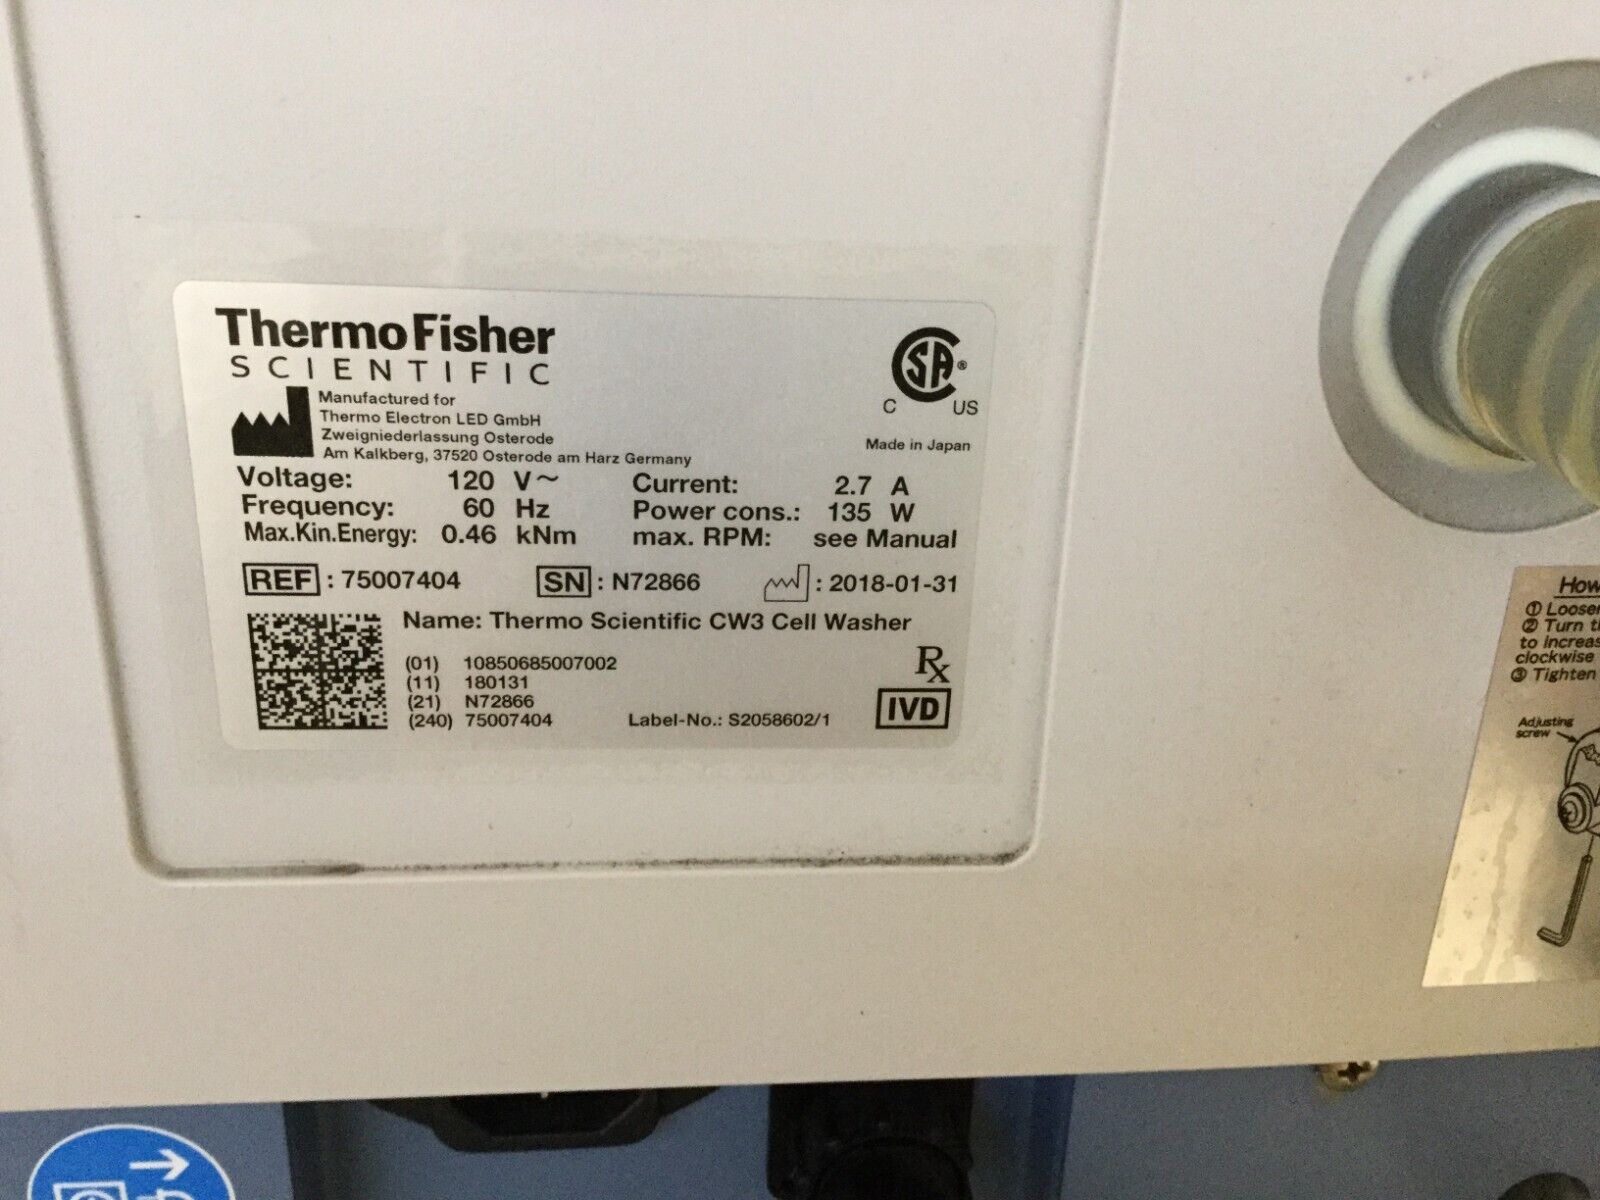 ThermoFisher
SCIENTIFIC
Manufactured for
Thermo Electron LED GmbH
Zweigniederlassung Osterode
Am Kalkberg, 37520 Osterode am Harz Germany
CSA®
C US
Made in Japan
Voltage: 120 V~ Current: 2.7 A
Frequency: 60 Hz Power cons.: 135 W
Max.Kin.Energy: 0.46 kNm max. RPM: see Manual
REF : 75007404 SN : N72866 : 2018-01-31
Name: Thermo Scientific CW3 Cell Washer
(01) 10850685007002
(11) 180131
(21) N72866
(240) 75007404 Label-No.: S2058602/1
Rx
IVD
How
① Loosen
② Turn
to increas
clockwise
③ Tighten
Adjusting
screw